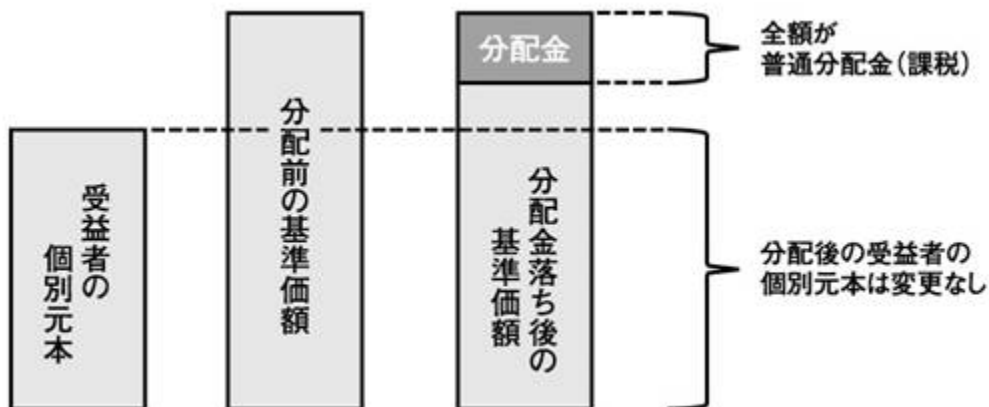 受益者の
個別元本
分配前の基準価額
分配金
分配金落ち後の
基準価額
全額が
普通分配金(課税)
分配後の受益者の
個別元本は変更なし